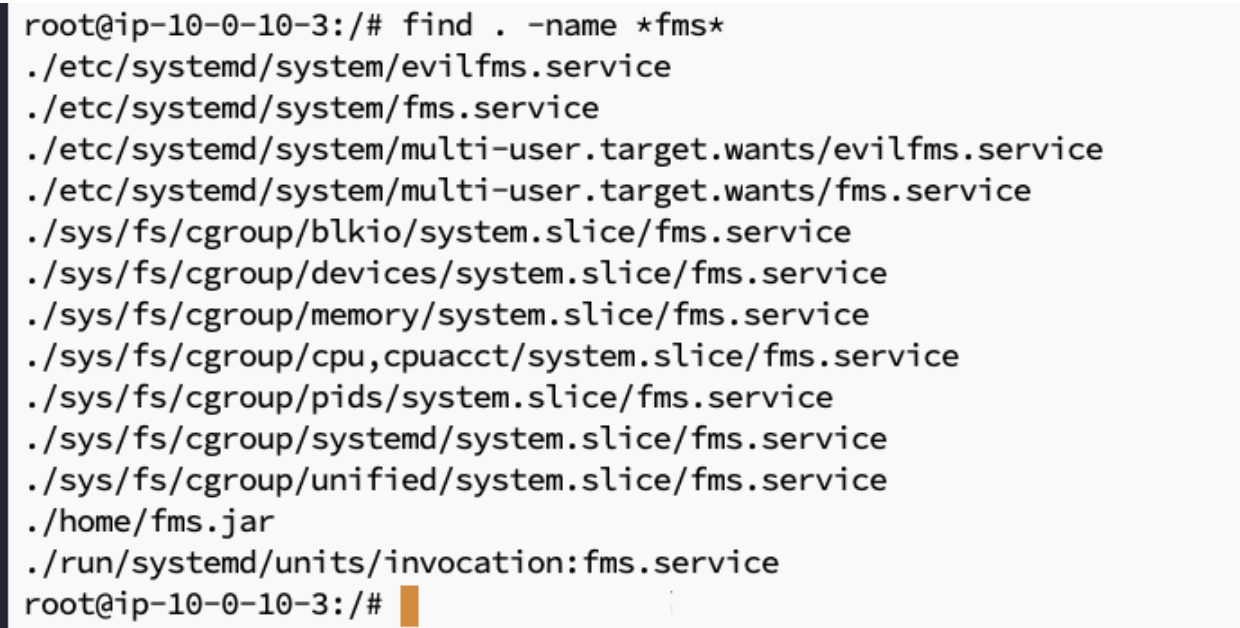 root@ip-10-0-10-3:/# find . -name *fms*
./etc/systemd/system/evilfms.service
./etc/systemd/system/fms.service
./etc/systemd/system/multi-user.target.wants/evilfms.service
./etc/systemd/system/multi-user.target.wants/fms.service
./sys/fs/cgroup/blkio/system.slice/fms.service
./sys/fs/cgroup/devices/system.slice/fms.service
./sys/fs/cgroup/memory/system.slice/fms.service
./sys/fs/cgroup/cpu,cpuacct/system.slice/fms.service
./sys/fs/cgroup/pids/system.slice/fms.service
./sys/fs/cgroup/systemd/system.slice/fms.service
./sys/fs/cgroup/unified/system.slice/fms.service
./home/fms.jar
./run/systemd/units/invocation:fms.service
root@ip-10-0-10-3:/#